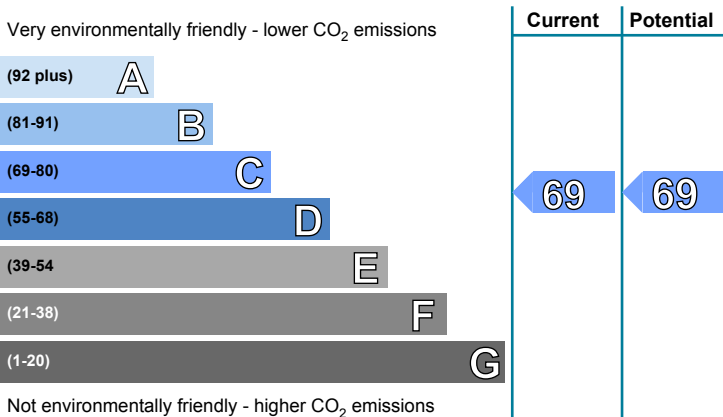 Current Potential
Very environmentally friendly - lower CO₂ emissions
(92 plus) A
(81-91) B
(69-80) C
69 69
(55-68) D
(39-54 E
(21-38) F
(1-20) G
Not environmentally friendly - higher CO₂ emissions